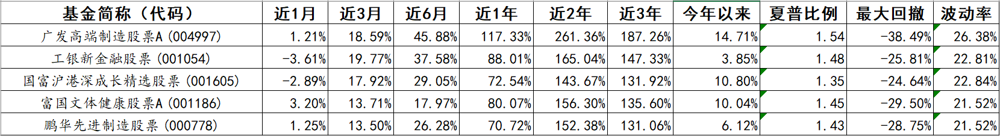 基金简称（代码） 近1月 近3月 近6月 近1年 近2年 近3年 今年以来 夏普比例 最大回撤 波动率
广发高端制造股票A(004997) 1.21% 18.59% 45.88% 117.33% 261.36% 187.26% 14.71% 1.54 -38.49% 26.38%
工银新金融股票(001054) -3.61% 19.77% 37.58% 88.01% 165.04% 147.33% 3.85% 1.48 -25.81% 22.81%
国富沪港深成长精选股票(001605) -2.89% 17.92% 29.05% 72.54% 143.67% 131.92% 10.80% 1.35 -24.64% 22.84%
富国文体健康股票A(001186) 3.20% 13.71% 17.97% 80.07% 156.30% 135.60% 10.04% 1.45 -29.50% 21.52%
鹏华先进制造股票(000778) 1.25% 13.50% 26.28% 70.72% 152.38% 131.06% 6.12% 1.43 -28.75% 21.52%